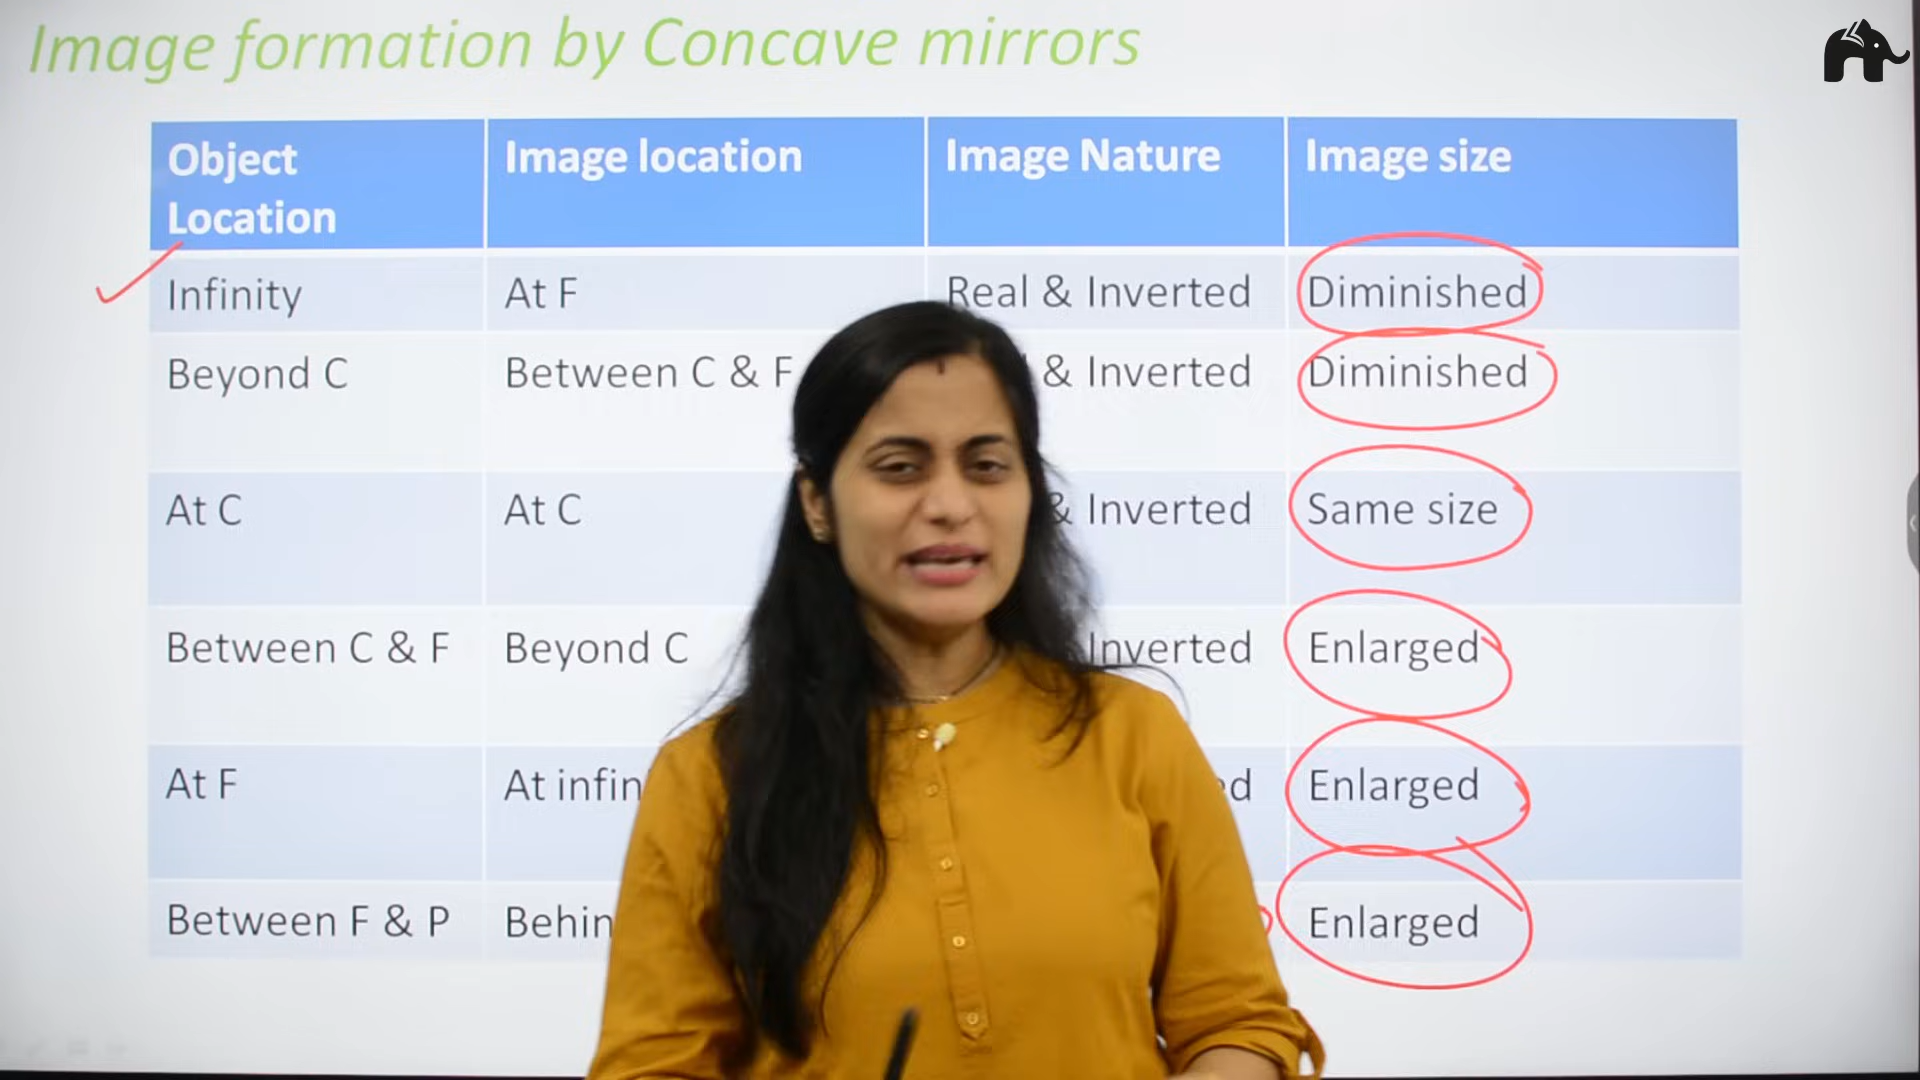 Image formation by Concave mirrors
Object Location
Image location
Image Nature
Image size
Infinity
At F
Real & Inverted
Diminished
Beyond C
Between C & F
& Inverted
Diminished
At C
At C
& Inverted
Same size
Between C & F
Beyond C
Inverted
Enlarged
At F
At
Enlarged
Between F & P
Enlarged